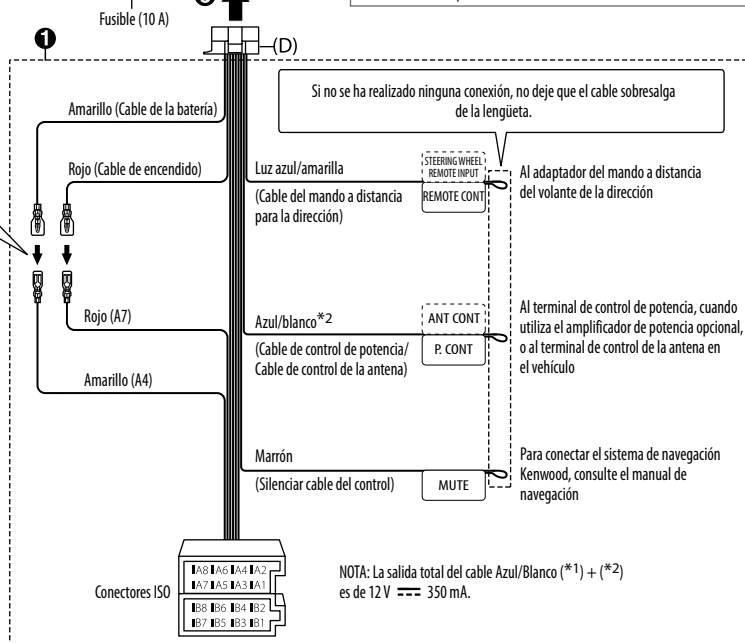 Fusible (10 A)
1
(D)
Si no se ha realizado ninguna conexión, no deje que el cable sobresalga
de la lengüeta.
Amarillo (Cable de la batería)
Rojo (Cable de encendido)
Luz azul/amarilla
(Cable del mando a distancia
para la dirección)
STEERING WHEEL
REMOTE INPUT
REMOTE CONT
Al adaptador del mando a distancia
del volante de la dirección
Rojo (A7)
Amarillo (A4)
Azul/blanco*2
(Cable de control de potencia/
Cable de control de la antena)
ANT CONT
P. CONT
Al terminal de control de potencia, cuando
utiliza el amplificador de potencia opcional,
o al terminal de control de la antena en
el vehículo
Marrón
(Silenciar cable del control)
MUTE
Para conectar el sistema de navegación
Kenwood, consulte el manual de
navegación
Conectores ISO
A8 A6 A4 A2
A7 A5 A3 A1
B8 B6 B4 B2
B7 B5 B3 B1
NOTA: La salida total del cable Azul/Blanco (*1) + (*2)
es de 12 V ⎓ 350 mA.